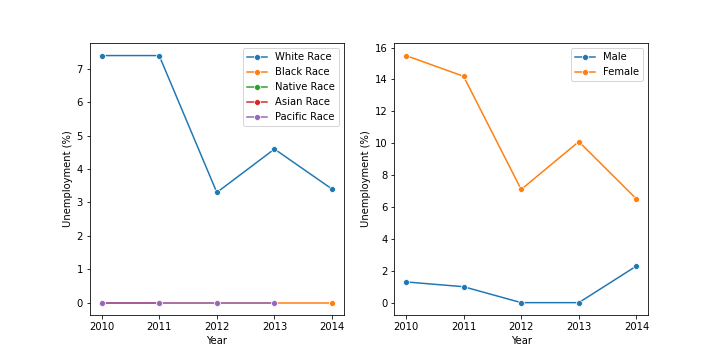 7
6
5
4
3
2
1
0
Unemployment (%)
2010 2011 2012 2013 2014
Year
White Race
Black Race
Native Race
Asian Race
Pacific Race
16
14
12
10
8
6
4
2
0
Unemployment (%)
2010 2011 2012 2013 2014
Year
Male
Female